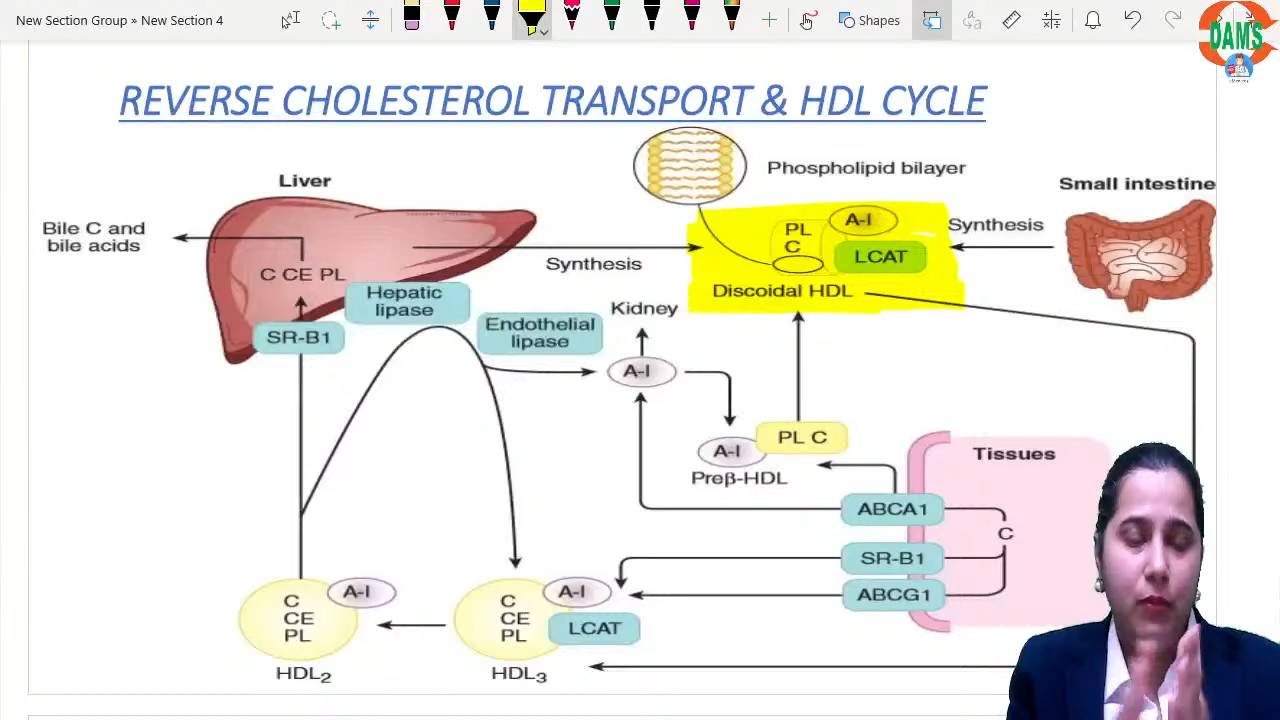 New Section Group » New Section 4
Shapes
DAMS
REVERSE CHOLESTEROL TRANSPORT & HDL CYCLE
Phospholipid bilayer
Liver
Small intestine
Bile C and
bile acids
C CE PL
Synthesis
PL
C
A-I
LCAT
Discoidal HDL
Synthesis
Hepatic
lipase
SR-B1
Endothelial
lipase
Kidney
A-I
A-I
PL C
Preβ-HDL
Tissues
ABCA1
C
SR-B1
ABCG1
C
CE
PL
A-I
HDL2
C
CE
PL
A-I
LCAT
HDL3